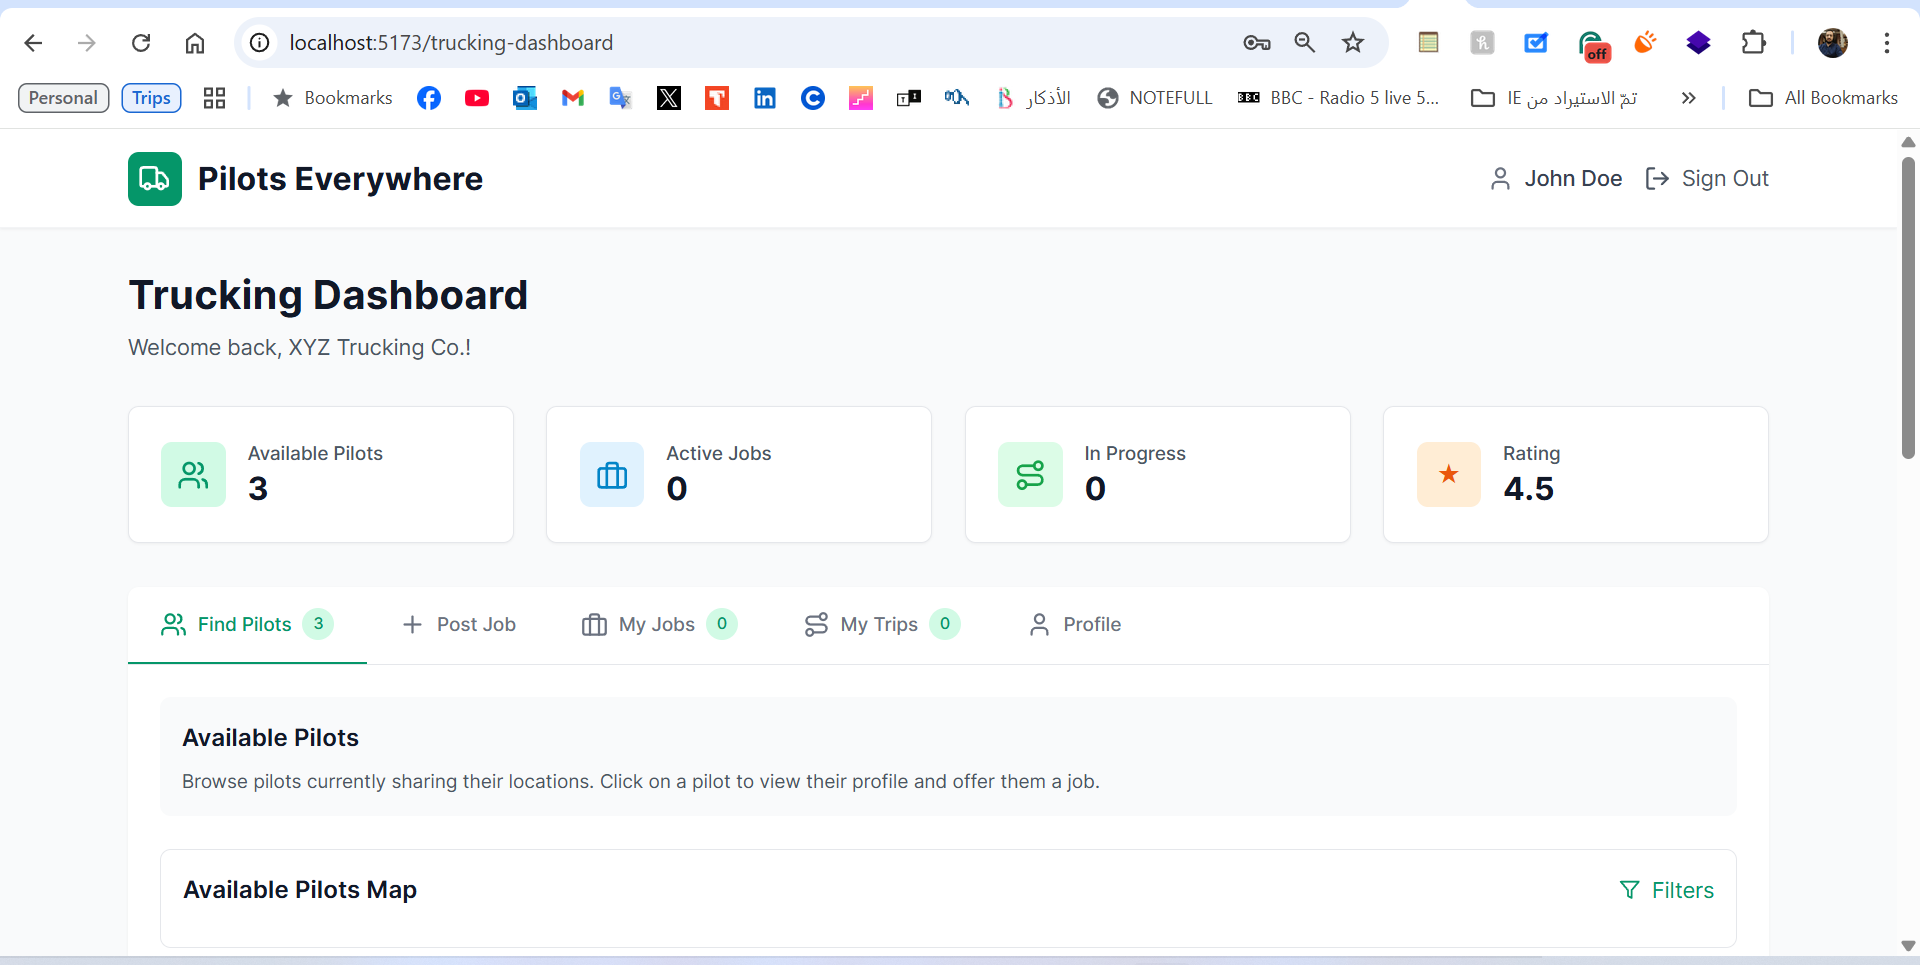 localhost:5173/trucking-dashboard
off
Personal
Trips
Bookmarks
الأذكار
NOTEFULL
BBC
BBC - Radio 5 live 5...
تمّ الاستيراد من IE
All Bookmarks
Pilots Everywhere
John Doe
Sign Out
Trucking Dashboard
Welcome back, XYZ Trucking Co.!
Available Pilots
3
Active Jobs
0
In Progress
0
Rating
4.5
Find Pilots 3
Post Job
My Jobs 0
My Trips 0
Profile
Available Pilots
Browse pilots currently sharing their locations. Click on a pilot to view their profile and offer them a job.
Available Pilots Map
Filters